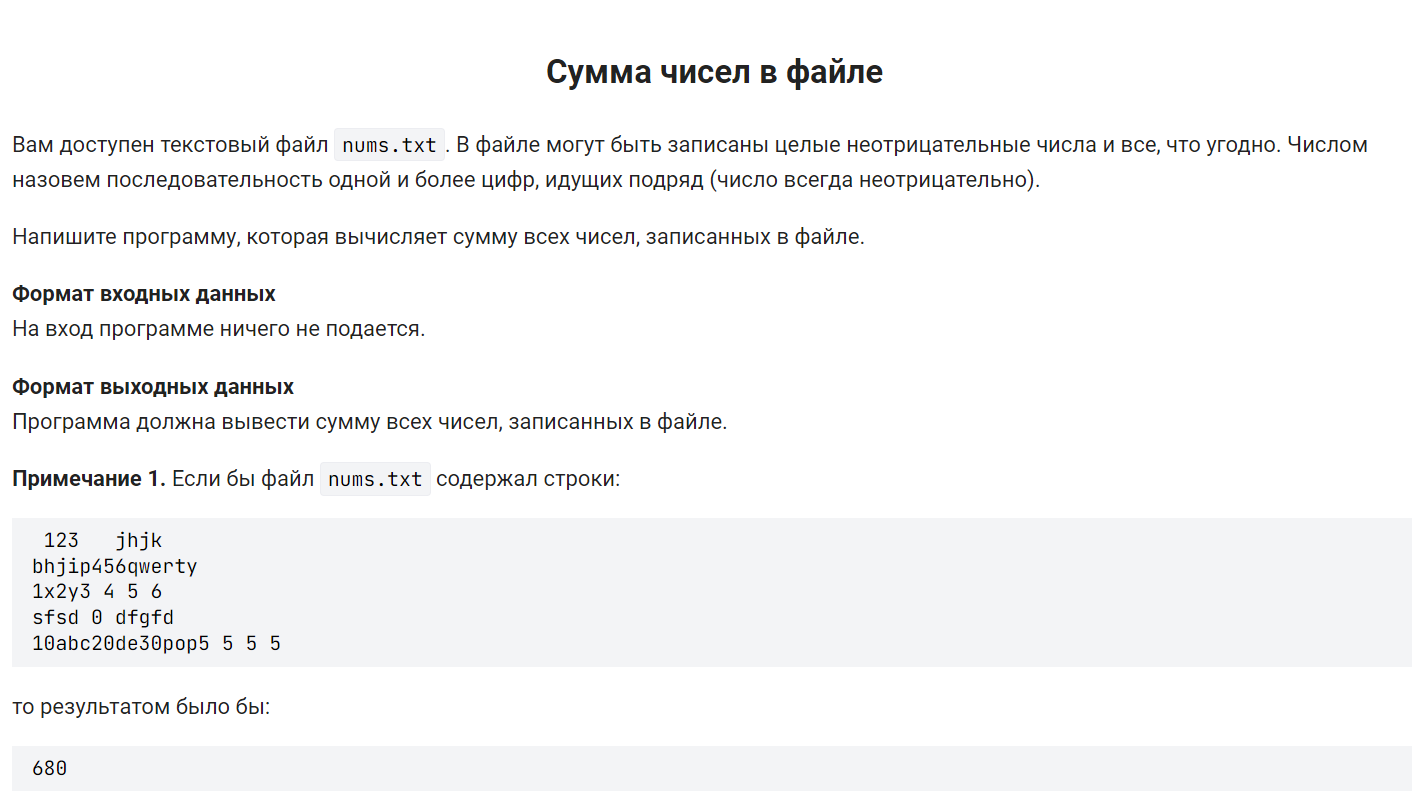 Сумма чисел в файле
Вам доступен текстовый файл nums.txt. В файле могут быть записаны целые неотрицательные числа и все, что угодно. Числом
назовем последовательность одной и более цифр, идущих подряд (число всегда неотрицательно).
Напишите программу, которая вычисляет сумму всех чисел, записанных в файле.
Формат входных данных
На вход программе ничего не подается.
Формат выходных данных
Программа должна вывести сумму всех чисел, записанных в файле.
Примечание 1. Если бы файл nums.txt содержал строки:
 123   jhjk
bhjip456qwerty
1x2y3 4 5 6
sfsd 0 dfgfd
10abc20de30pop5 5 5 5
то результатом было бы:
680